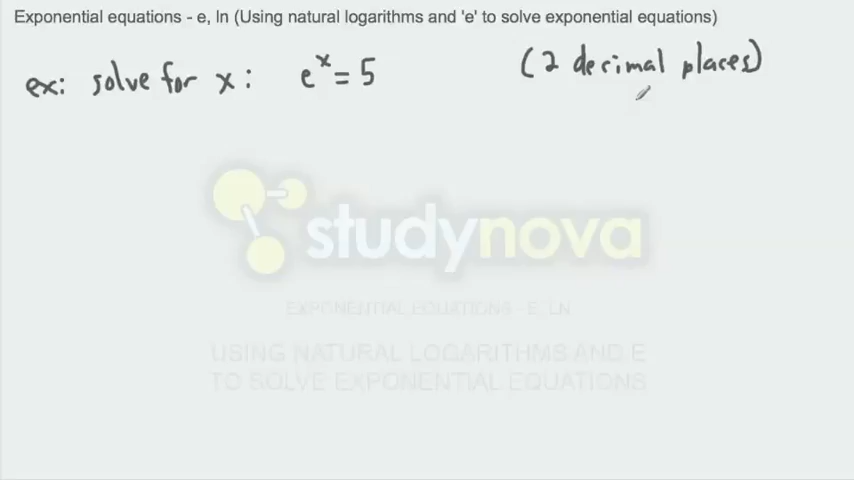 Exponential equations - e, ln (Using natural logarithms and 'e' to solve exponential equations)
ex: solve for x: e^x = 5 (2 decimal places)
studynova
EXPONENTIAL EQUATIONS - E, LN
USING NATURAL LOGARITHMS AND E
TO SOLVE EXPONENTIAL EQUATIONS